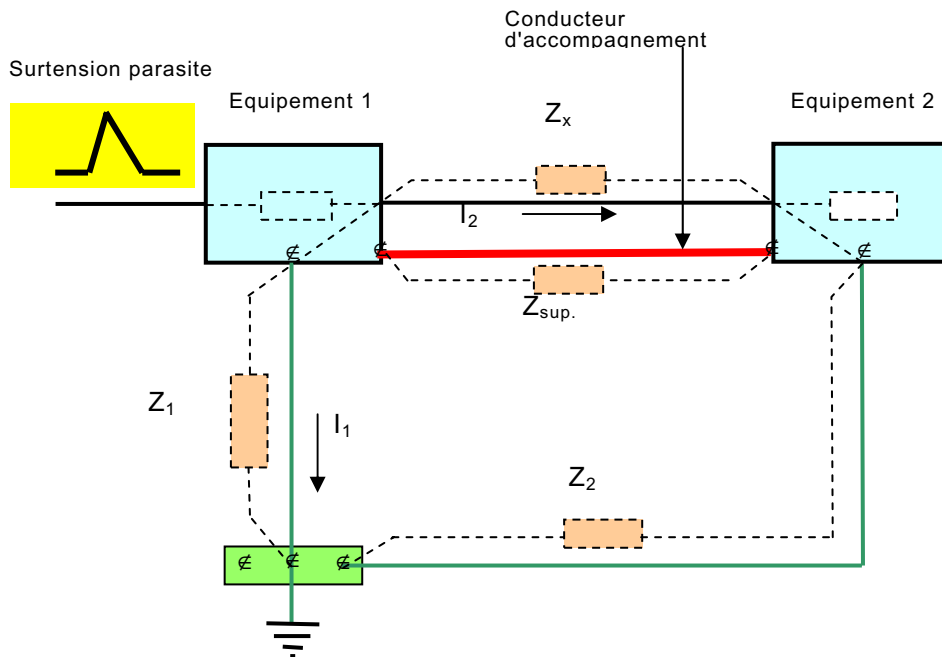 Conducteur
d'accompagnement
Surtension parasite
Equipement 1
Equipement 2
Zx
I2
∉
∉
∉
∉
Zsup.
Z1
I1
Z2
∉
∉
∉